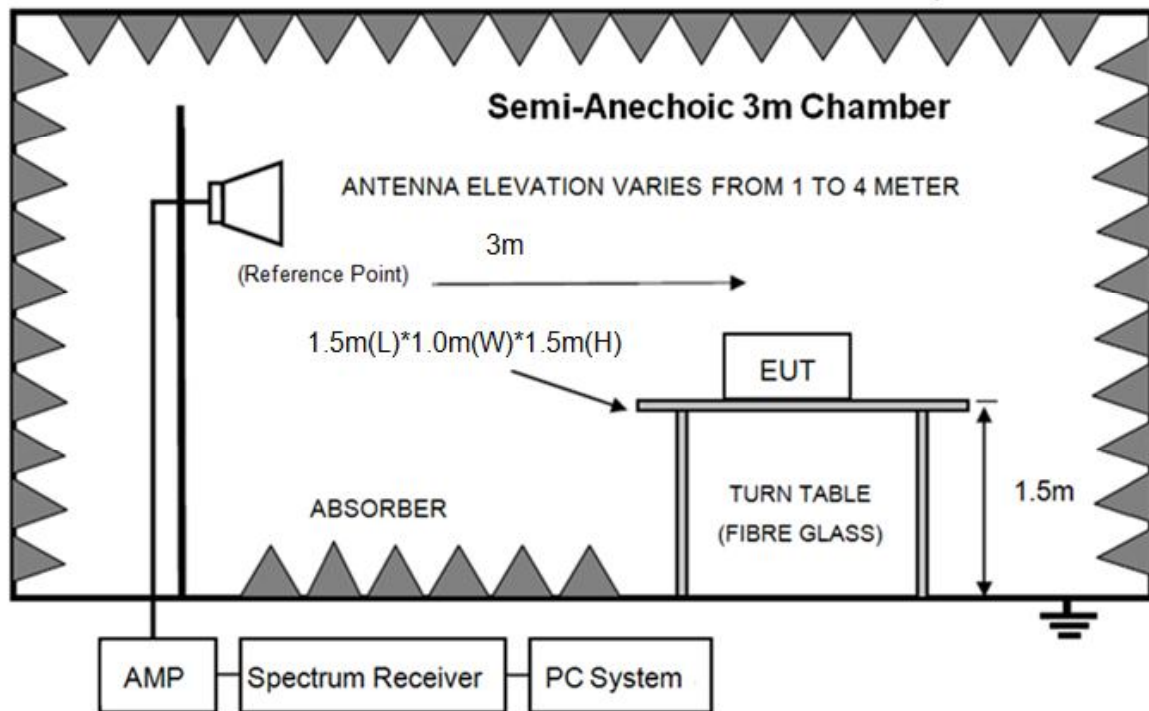 Semi-Anechoic 3m Chamber
ANTENNA ELEVATION VARIES FROM 1 TO 4 METER
3m
(Reference Point)
1.5m(L)*1.0m(W)*1.5m(H)
EUT
ABSORBER
TURN TABLE
(FIBRE GLASS)
1.5m
AMP
Spectrum Receiver
PC System